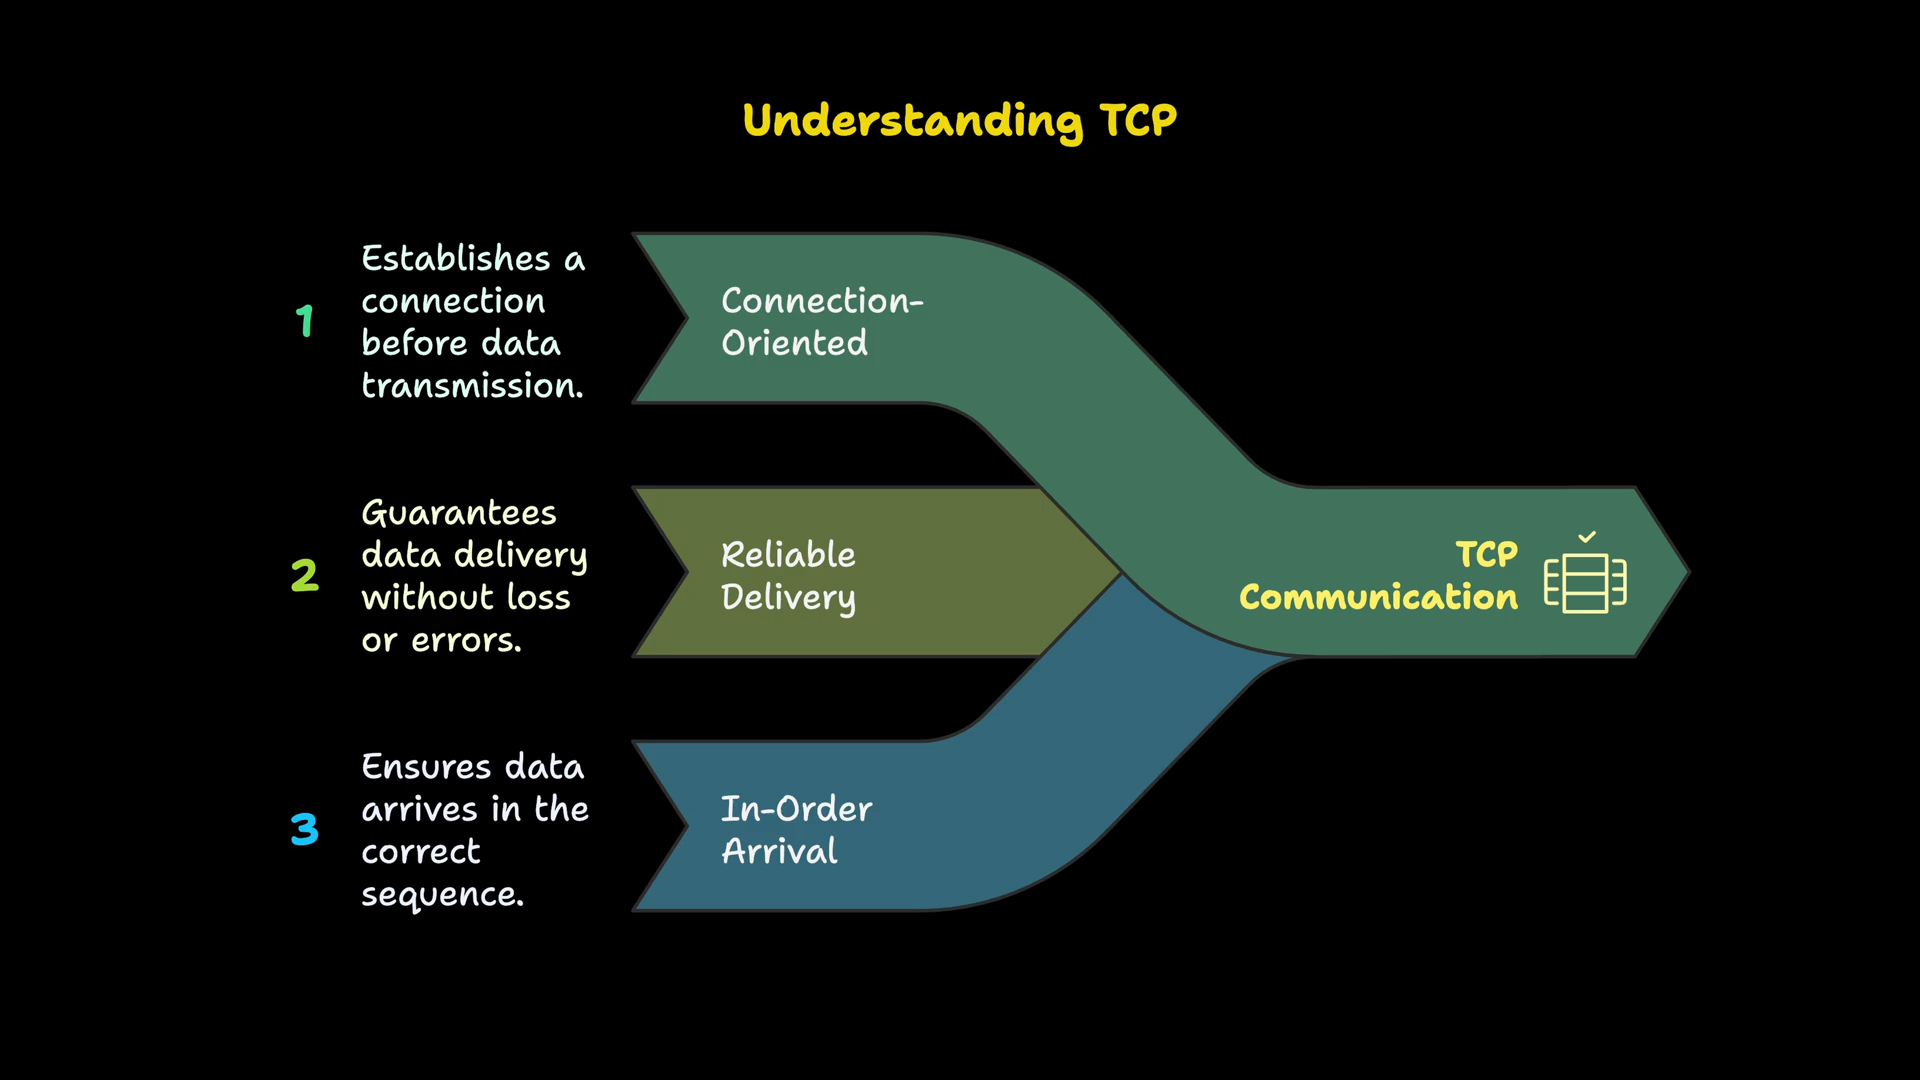 Understanding TCP
1
Establishes a
connection
before data
transmission.
Connection-
Oriented
2
Guarantees
data delivery
without loss
or errors.
Reliable
Delivery
TCP
Communication
3
Ensures data
arrives in the
correct
sequence.
In-Order
Arrival